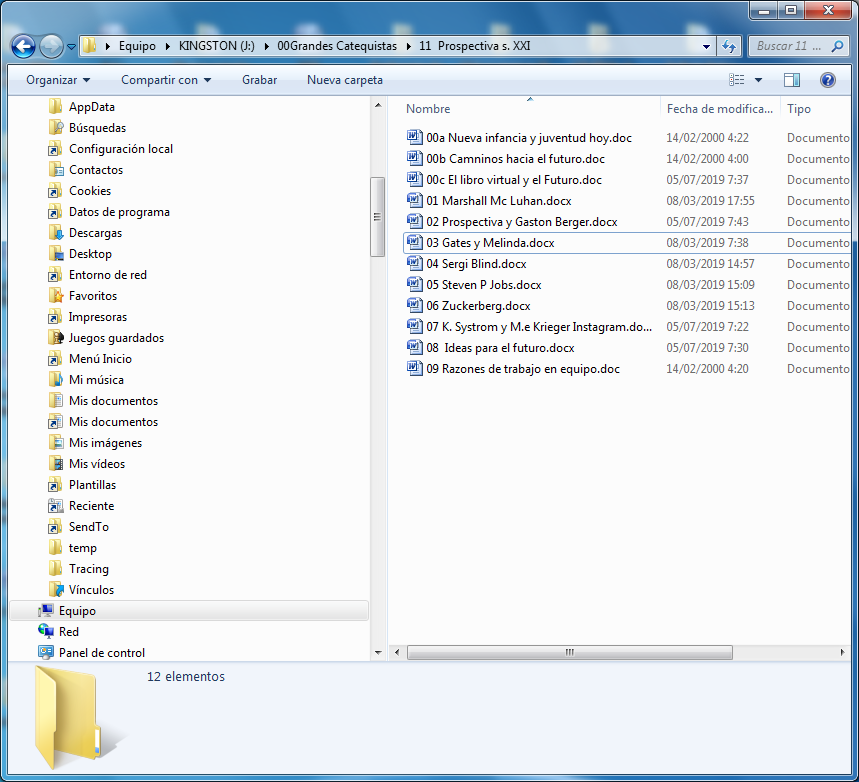 Equipo KINGSTON (J:) 00Grandes Catequistas 11 Prospectiva s. XXI
Buscar 11 ...
Organizar Compartir con Grabar Nueva carpeta
AppData
Búsquedas
Configuración local
Contactos
Cookies
Datos de programa
Descargas
Desktop
Entorno de red
Favoritos
Impresoras
Juegos guardados
Menú Inicio
Mi música
Mis documentos
Mis documentos
Mis imágenes
Mis vídeos
Plantillas
Reciente
SendTo
temp
Tracing
Vínculos
Equipo
Red
Panel de control
Nombre Fecha de modifica... Tipo
00a Nueva infancia y juventud hoy.doc 14/02/2000 4:22 Documento
00b Camninos hacia el futuro.doc 14/02/2000 4:00 Documento
00c El libro virtual y el Futuro.doc 05/07/2019 7:37 Documento
01 Marshall Mc Luhan.docx 08/03/2019 17:55 Documento
02 Prospectiva y Gaston Berger.docx 05/07/2019 7:43 Documento
03 Gates y Melinda.docx 08/03/2019 7:38 Documento
04 Sergi Blind.docx 08/03/2019 14:57 Documento
05 Steven P Jobs.docx 08/03/2019 15:09 Documento
06 Zuckerberg.docx 08/03/2019 15:13 Documento
07 K. Systrom y M.e Krieger Instagram.do... 05/07/2019 7:22 Documento
08 Ideas para el futuro.docx 05/07/2019 7:30 Documento
09 Razones de trabajo en equipo.doc 14/02/2000 4:20 Documento
12 elementos